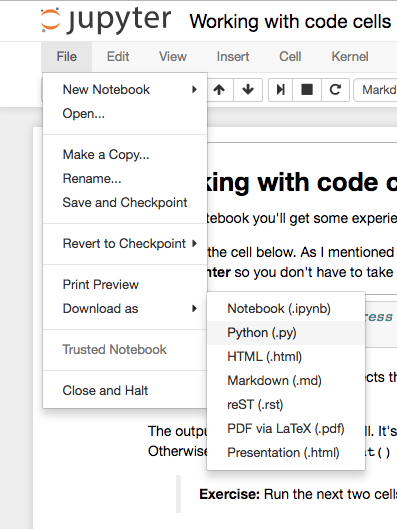 jupyter Working with code cells
File Edit View Insert Cell Kernel
New Notebook
Open...
Markd
Make a Copy...
Rename...
Save and Checkpoint
king with code c
tebook you'll get some experie
Revert to Checkpoint
the cell below. As I mentioned
nter so you don't have to take
Print Preview
Download as
Notebook (.ipynb)
ress
Python (.py)
Trusted Notebook
HTML (.html)
Markdown (.md)
cts th
Close and Halt
reST (.rst)
The outpu
ll. It's
PDF via LaTeX (.pdf)
Otherwise
t()
Presentation (.html)
Exercise: Run the next two cells